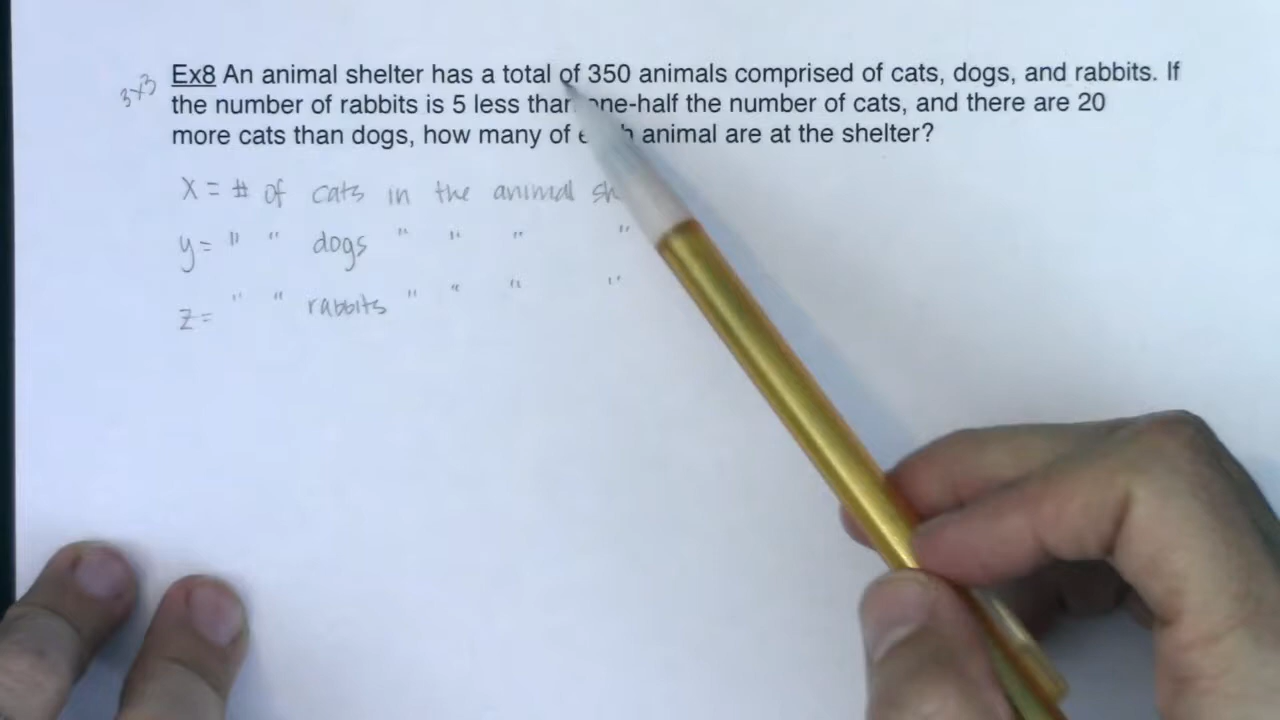 3x3
Ex8 An animal shelter has a total of 350 animals comprised of cats, dogs, and rabbits. If
the number of rabbits is 5 less than one-half the number of cats, and there are 20
more cats than dogs, how many of animal are at the shelter?
X = # of cats in the animal sh
y = " " dogs " " " "
z = " " rabbits " " " "